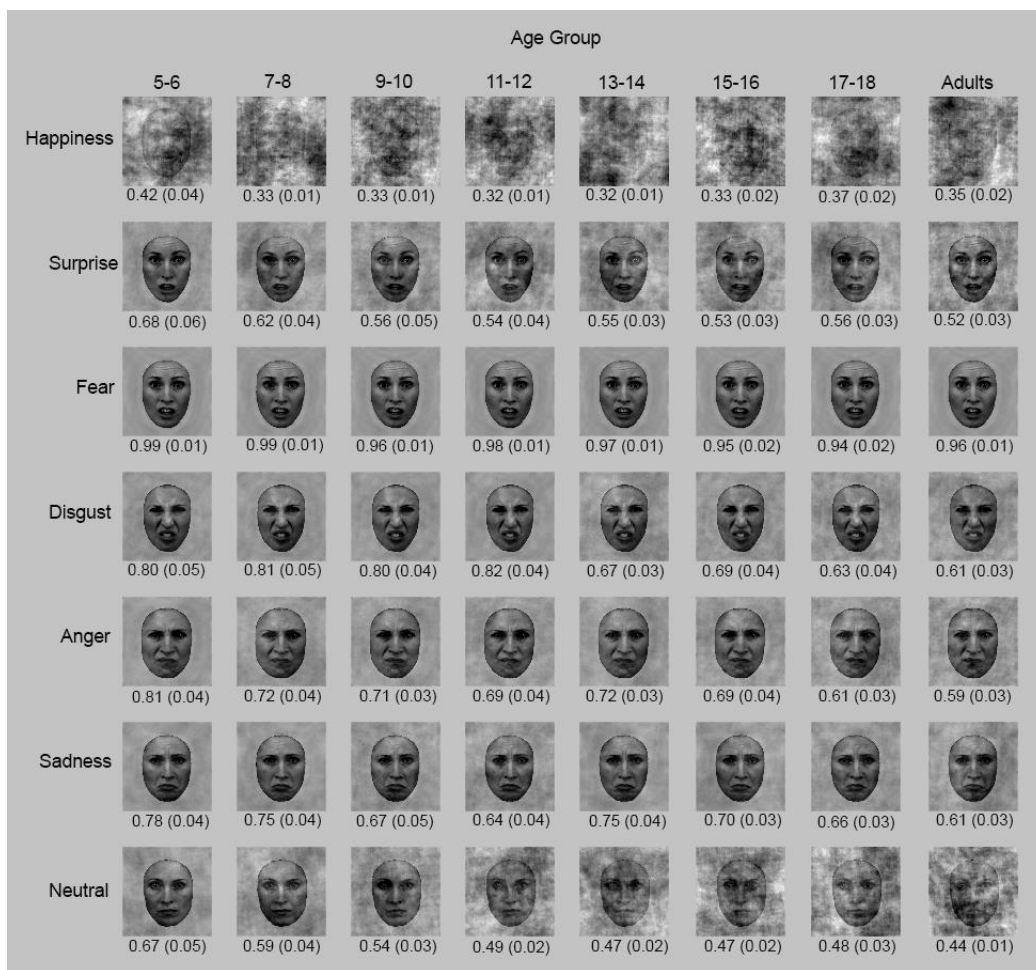 Age Group
5-6 7-8 9-10 11-12 13-14 15-16 17-18 Adults
Happiness
0.42 (0.04) 0.33 (0.01) 0.33 (0.01) 0.32 (0.01) 0.32 (0.01) 0.33 (0.02) 0.37 (0.02) 0.35 (0.02)
Surprise
0.68 (0.06) 0.62 (0.04) 0.56 (0.05) 0.54 (0.04) 0.55 (0.03) 0.53 (0.03) 0.56 (0.03) 0.52 (0.03)
Fear
0.99 (0.01) 0.99 (0.01) 0.96 (0.01) 0.98 (0.01) 0.97 (0.01) 0.95 (0.02) 0.94 (0.02) 0.96 (0.01)
Disgust
0.80 (0.05) 0.81 (0.05) 0.80 (0.04) 0.82 (0.04) 0.67 (0.03) 0.69 (0.04) 0.63 (0.04) 0.61 (0.03)
Anger
0.81 (0.04) 0.72 (0.04) 0.71 (0.03) 0.69 (0.04) 0.72 (0.03) 0.69 (0.04) 0.61 (0.03) 0.59 (0.03)
Sadness
0.78 (0.04) 0.75 (0.04) 0.67 (0.05) 0.64 (0.04) 0.75 (0.04) 0.70 (0.03) 0.66 (0.03) 0.61 (0.03)
Neutral
0.67 (0.05) 0.59 (0.04) 0.54 (0.03) 0.49 (0.02) 0.47 (0.02) 0.47 (0.02) 0.48 (0.03) 0.44 (0.01)